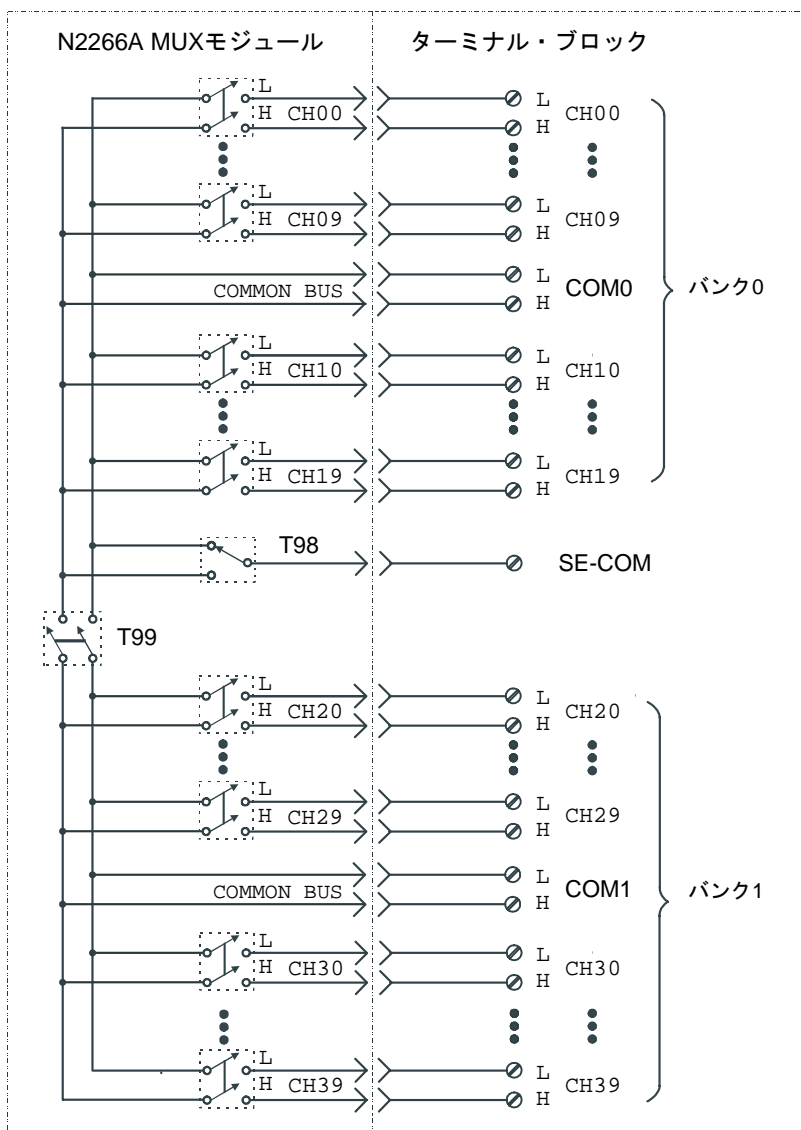 N2266A MUXモジュール ターミナル・ブロック
L L
H CH00 H CH00
L L
H CH09 H CH09
L
COMMON BUS H COM0 バンク0
L L
H CH10 H CH10
L L
H CH19 H CH19
T98 SE-COM
T99
L L
H CH20 H CH20
L L
H CH29 H CH29
L
COMMON BUS H COM1 バンク1
L L
H CH30 H CH30
L L
H CH39 H CH39